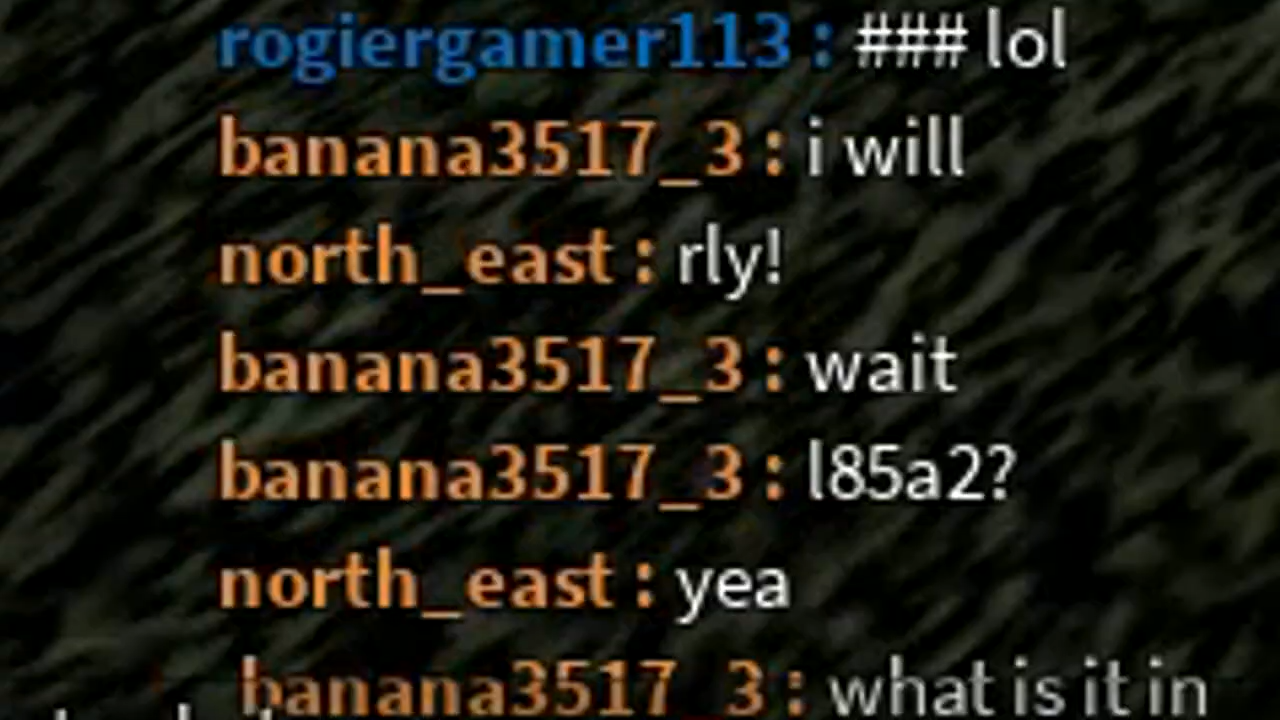 rogiergamer113 : ### lol
banana3517_3 : i will
north_east : rly!
banana3517_3 : wait
banana3517_3 : l85a2?
north_east : yea
banana3517_3 : what is it in